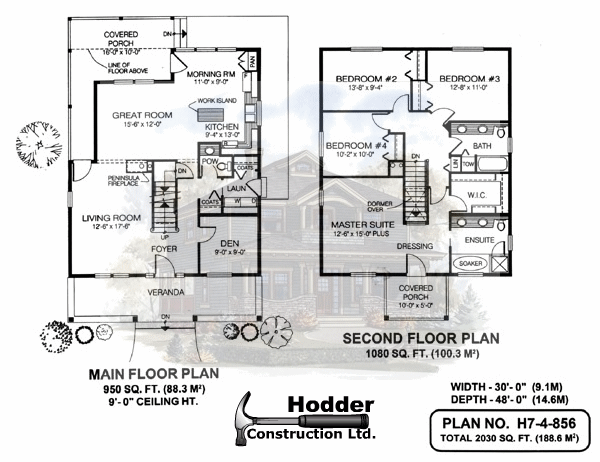 COVERED
PORCH
16'-0"x 10'-0"
DN
LINE OF
FLOOR ABOVE
MORNING RM
11'-0"x 9'-0"
PAN
WORK ISLAND
GREAT ROOM
15'-6"x 12'-0"
KITCHEN
9'-4"x 13'-0"
PENINSULA
FIREPLACE
DN
POW.
COATS
DN
LAUN
COATS
W
D
LIVING ROOM
12'-6"x 17'-6"
UP
FOYER
DEN
9'-0"x 9'-0"
VERANDA
DN
MAIN FLOOR PLAN
950 SQ. FT. (88.3 M²)
9'- 0" CEILING HT.
BEDROOM #2
13'-8"x 9'-4"
BEDROOM #3
12'-8"x 11'-0"
BEDROOM #4
10'-2"x 10'-0"
BATH
LIN
TOW
DN
W.I.C.
DORMER
OVER
MASTER SUITE
12'-6"x 15'-0" PLUS
DRESSING
ENSUITE
SOAKER
COVERED
PORCH
10'-0"x 5'-0"
SECOND FLOOR PLAN
1080 SQ. FT. (100.3 M²)
WIDTH - 30'- 0" (9.1M)
DEPTH - 48'- 0" (14.6M)
PLAN NO. H7-4-856
TOTAL 2030 SQ. FT. (188.6 M²)
Hodder
Construction Ltd.